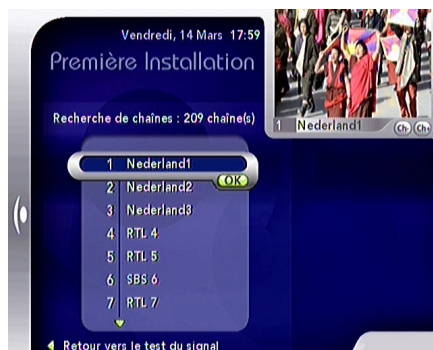 Vendredi, 14 Mars 17:59
Première Installation
Recherche de chaînes : 209 chaîne(s)
1 Nederland1
OK
2 Nederland2
3 Nederland3
4 RTL 4
5 RTL 5
6 SBS 6
7 RTL 7
Retour vers le test du signal
1 Nederland1 Ch- Ch+